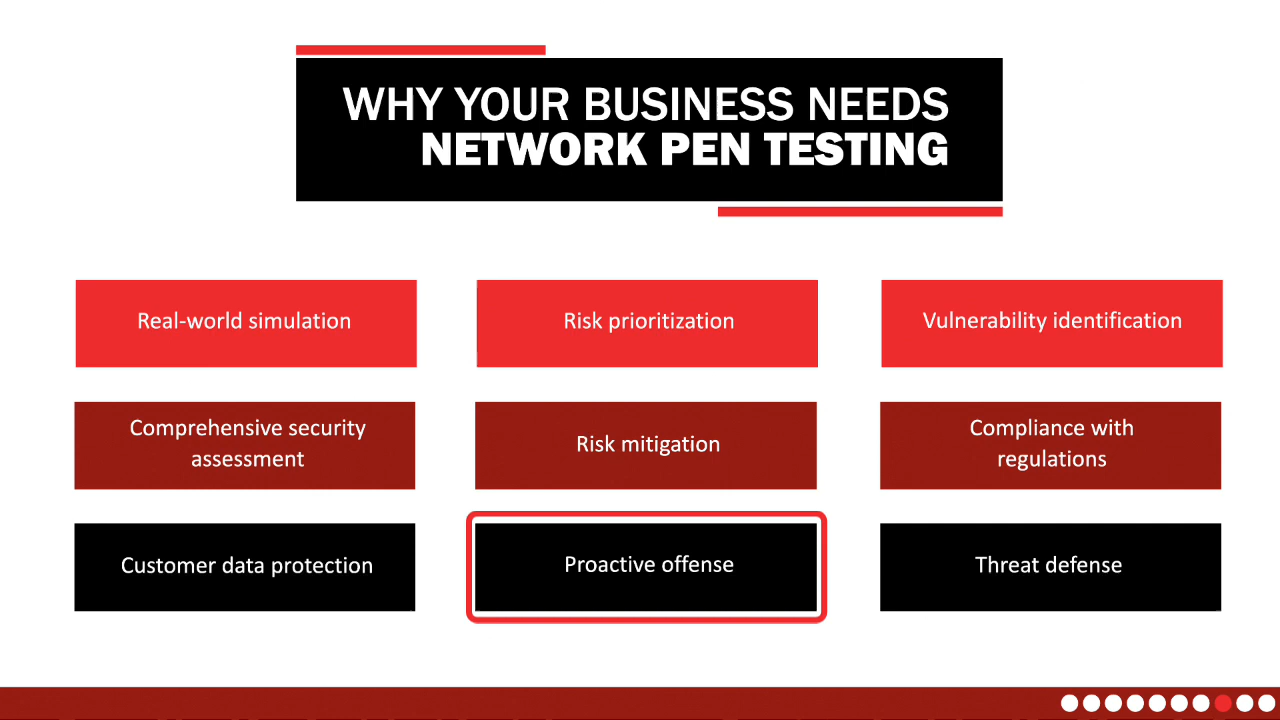 WHY YOUR BUSINESS NEEDS
NETWORK PEN TESTING
Real-world simulation
Risk prioritization
Vulnerability identification
Comprehensive security
assessment
Risk mitigation
Compliance with
regulations
Customer data protection
Proactive offense
Threat defense